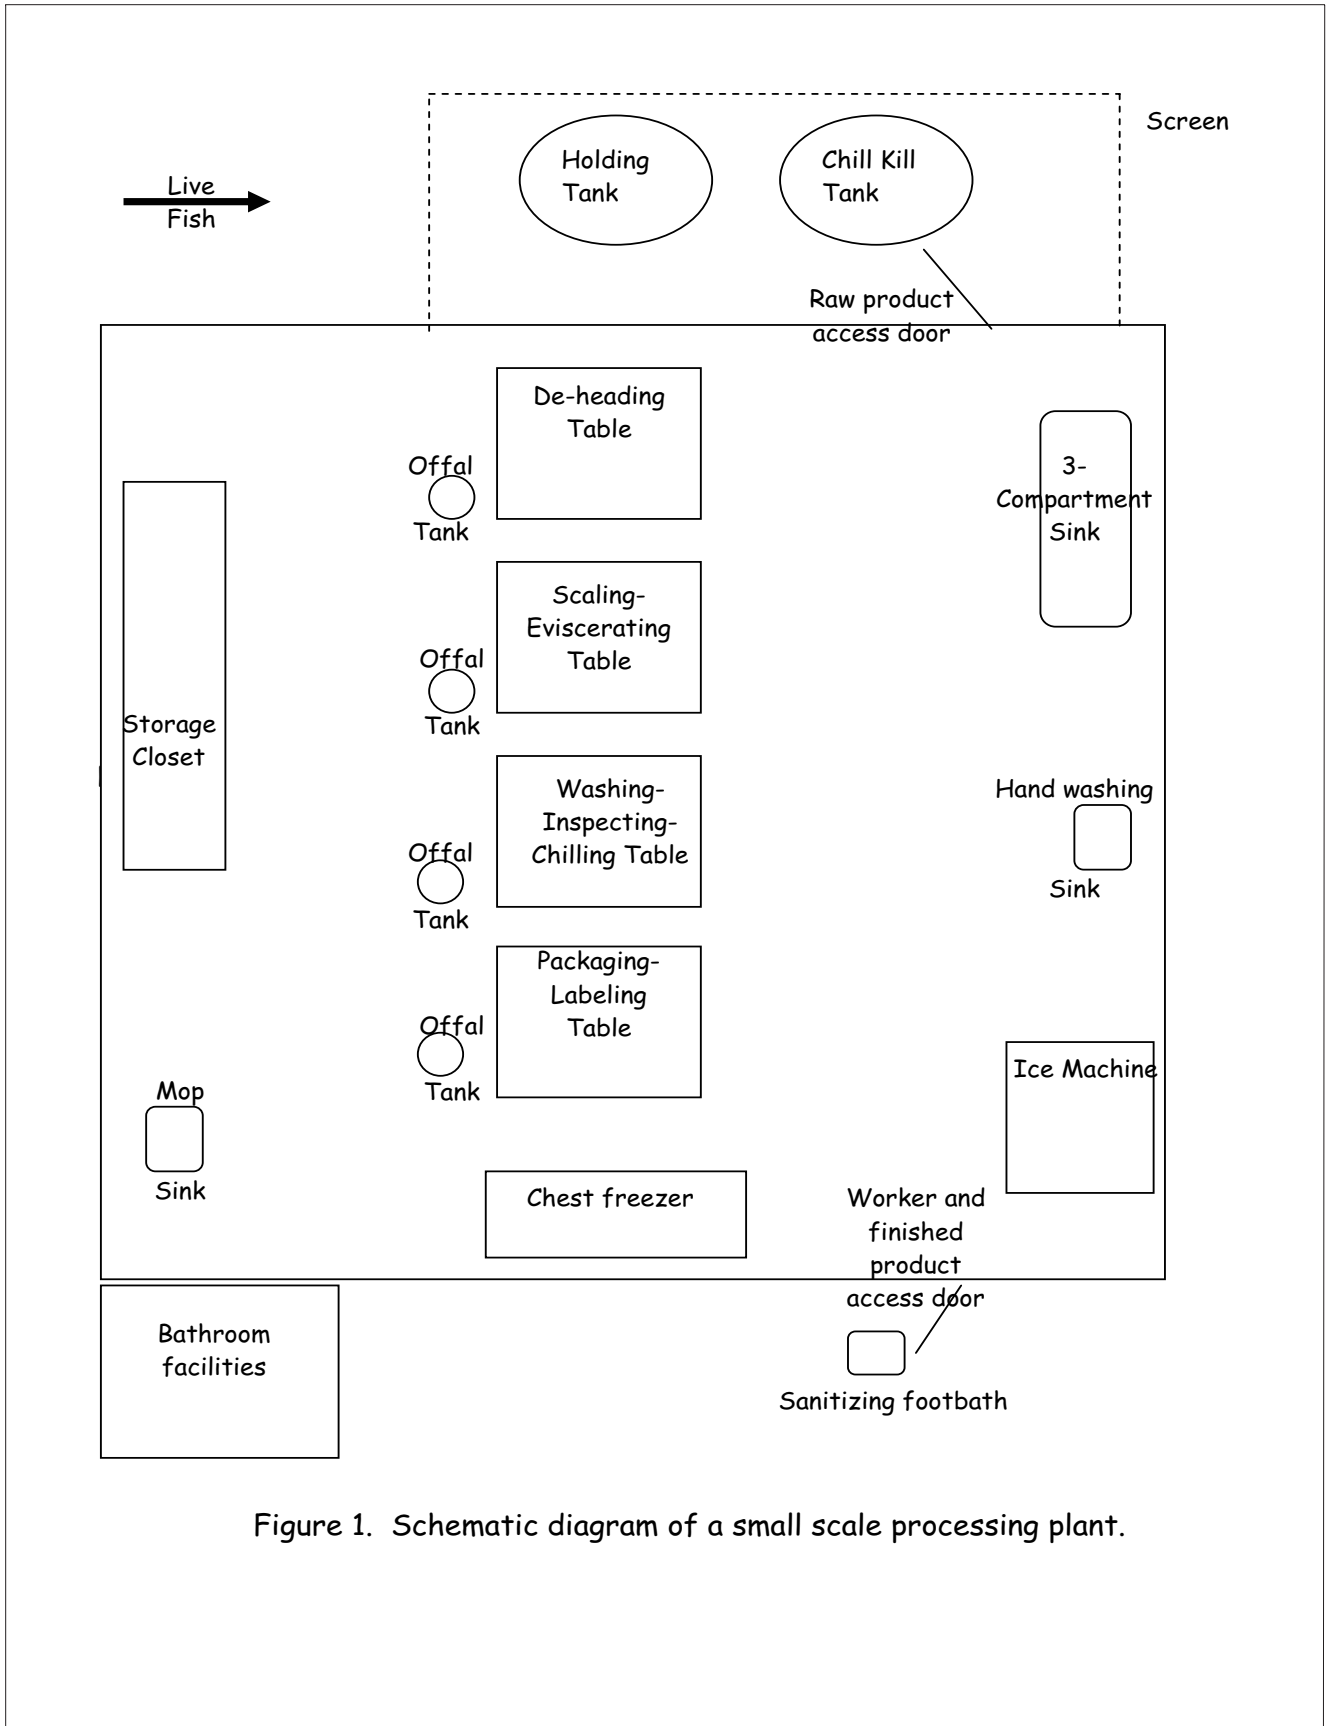 Screen
Holding
Tank
Chill Kill
Tank
Live
Fish
Raw product
access door
De-heading
Table
Offal
Tank
3-
Compartment
Sink
Scaling-
Eviscerating
Table
Offal
Tank
Storage
Closet
Washing-
Inspecting-
Chilling Table
Hand washing
Sink
Offal
Tank
Packaging-
Labeling
Table
Offal
Tank
Ice Machine
Mop
Sink
Chest freezer
Worker and
finished
product
access door
Bathroom
facilities
Sanitizing footbath
Figure 1. Schematic diagram of a small scale processing plant.